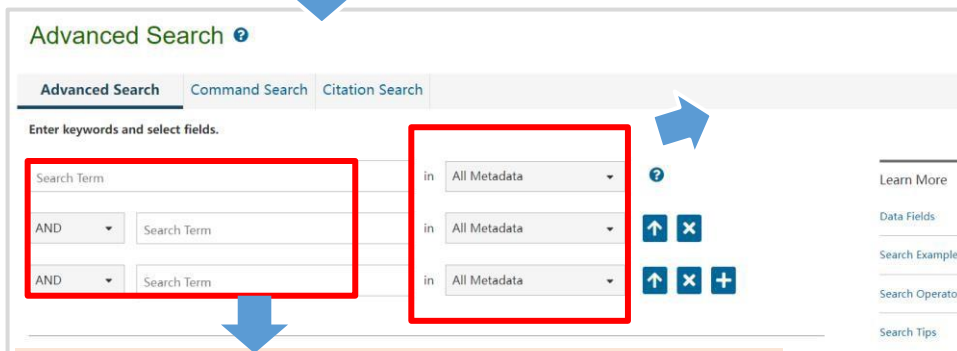 Advanced Search ?
Advanced Search Command Search Citation Search
Enter keywords and select fields.
Search Term in All Metadata ?
Learn More
AND Search Term in All Metadata
Data Fields
Search Example
AND Search Term in All Metadata
Search Operato
Search Tips